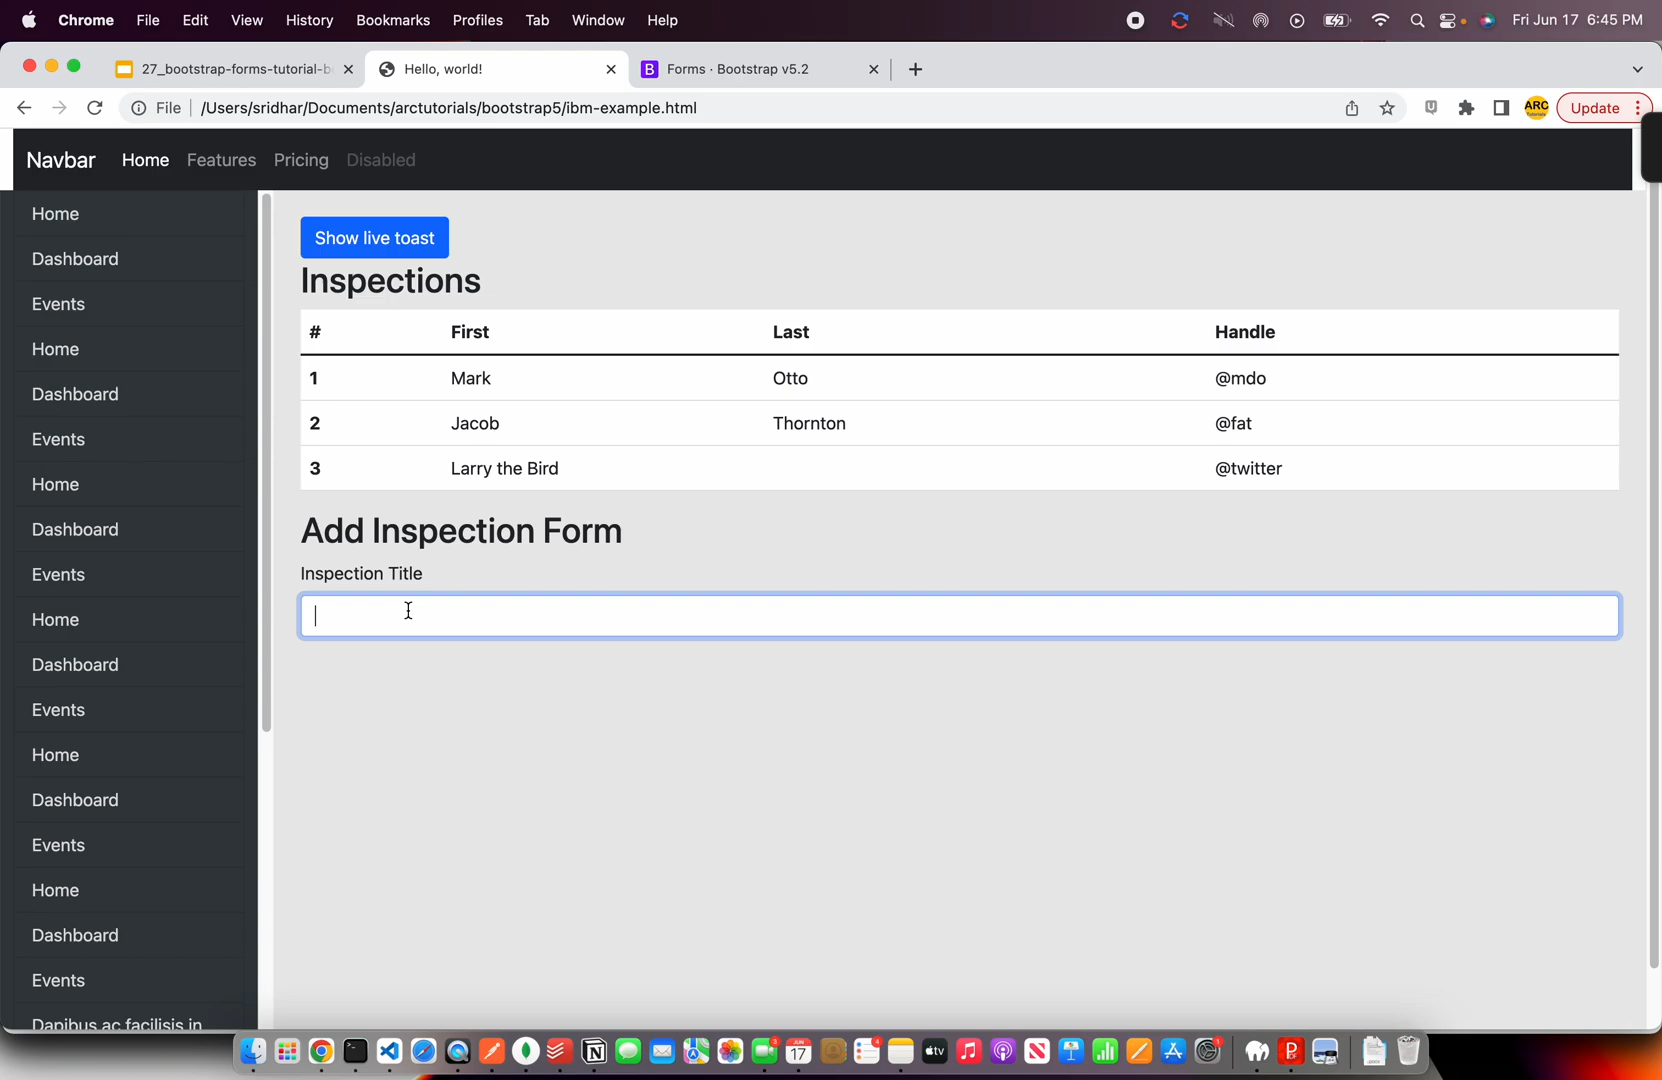 Chrome File Edit View History Bookmarks Profiles Tab Window Help Fri Jun 17 6:45 PM
27_bootstrap-forms-tutorial-b Hello, world! Forms · Bootstrap v5.2
File /Users/sridhar/Documents/arctutorials/bootstrap5/ibm-example.html ARC Update
Navbar Home Features Pricing Disabled
Home
Dashboard
Events
Home
Dashboard
Events
Home
Dashboard
Events
Home
Dashboard
Events
Home
Dashboard
Events
Home
Dashboard
Events
Dapibus ac facilisis in
Show live toast
Inspections
# First Last Handle
1 Mark Otto @mdo
2 Jacob Thornton @fat
3 Larry the Bird @twitter
Add Inspection Form
Inspection Title
17
tv